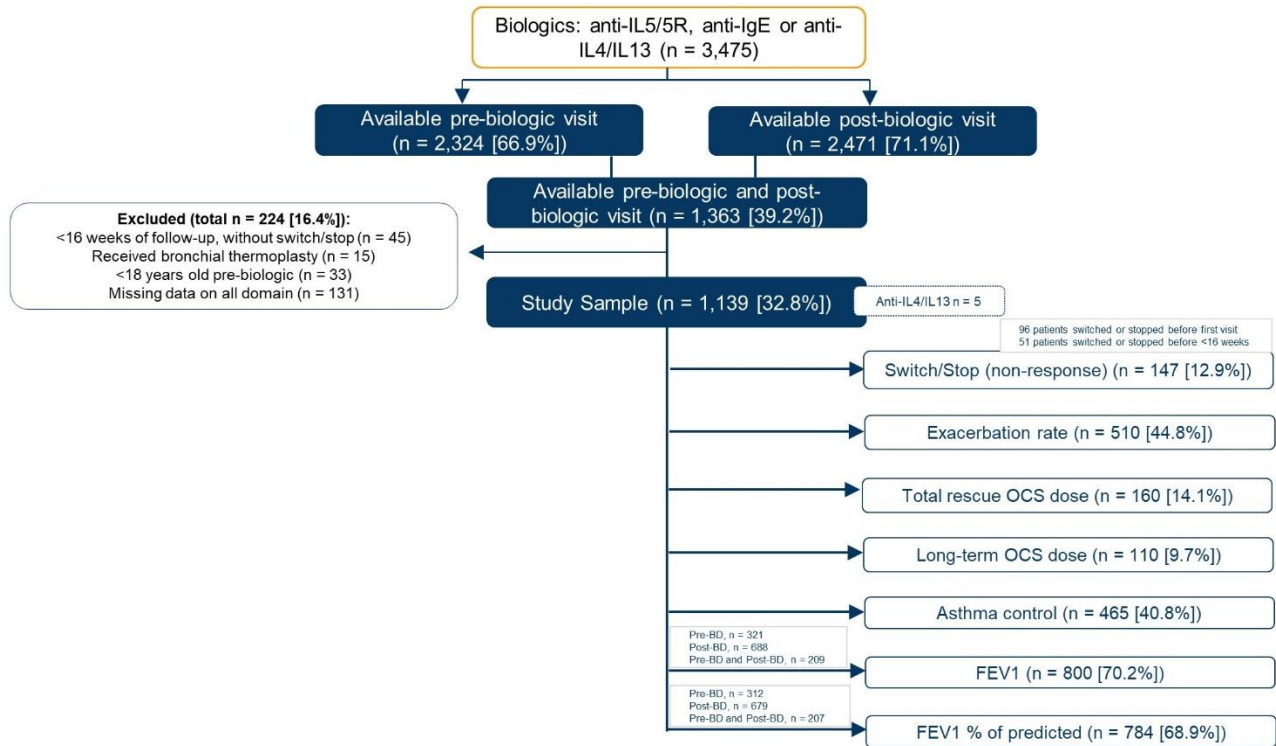 Biologics: anti-IL5/5R, anti-IgE or anti-
IL4/IL13 (n = 3,475)
Available pre-biologic visit
(n = 2,324 [66.9%])
Available post-biologic visit
(n = 2,471 [71.1%])
Available pre-biologic and post-
biologic visit (n = 1,363 [39.2%])
Excluded (total n = 224 [16.4%]):
<16 weeks of follow-up, without switch/stop (n = 45)
Received bronchial thermoplasty (n = 15)
<18 years old pre-biologic (n = 33)
Missing data on all domain (n = 131)
Study Sample (n = 1,139 [32.8%])
Anti-IL4/IL13 n = 5
96 patients switched or stopped before first visit
51 patients switched or stopped before <16 weeks
Switch/Stop (non-response) (n = 147 [12.9%])
Exacerbation rate (n = 510 [44.8%])
Total rescue OCS dose (n = 160 [14.1%])
Long-term OCS dose (n = 110 [9.7%])
Asthma control (n = 465 [40.8%])
Pre-BD, n = 321
Post-BD, n = 688
Pre-BD and Post-BD, n = 209
FEV1 (n = 800 [70.2%])
Pre-BD, n = 312
Post-BD, n = 679
Pre-BD and Post-BD, n = 207
FEV1 % of predicted (n = 784 [68.9%])